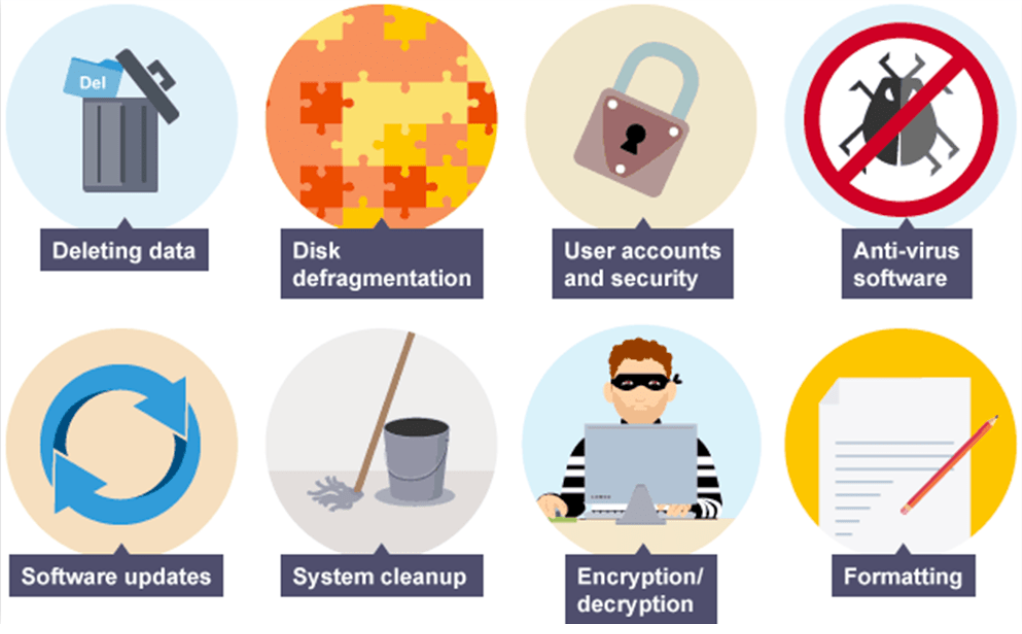 Del
Deleting data
Disk
defragmentation
User accounts
and security
Anti-virus
software
Software updates
System cleanup
Encryption/
decryption
Formatting